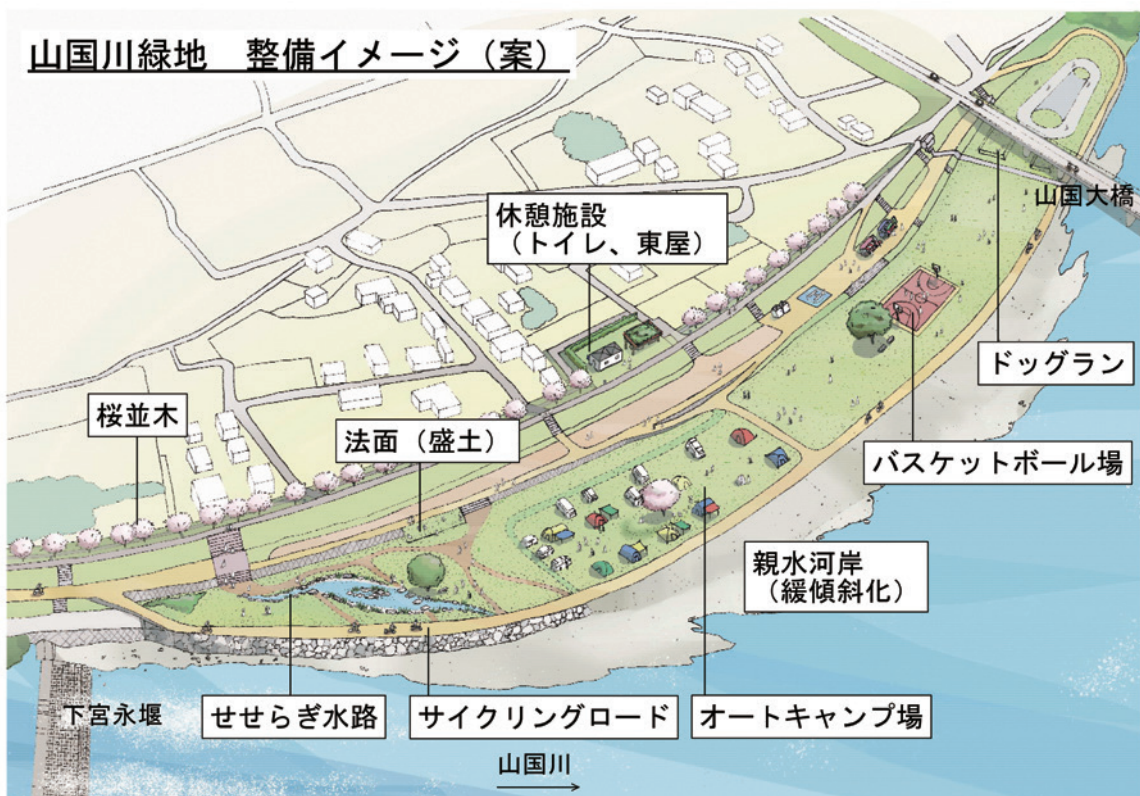 山国川緑地 整備イメージ（案）
山国大橋
休憩施設
（トイレ、東屋）
ドッグラン
桜並木
法面（盛土）
バスケットボール場
親水河岸
（緩傾斜化）
下宮永堰
せせらぎ水路
サイクリングロード
オートキャンプ場
山国川